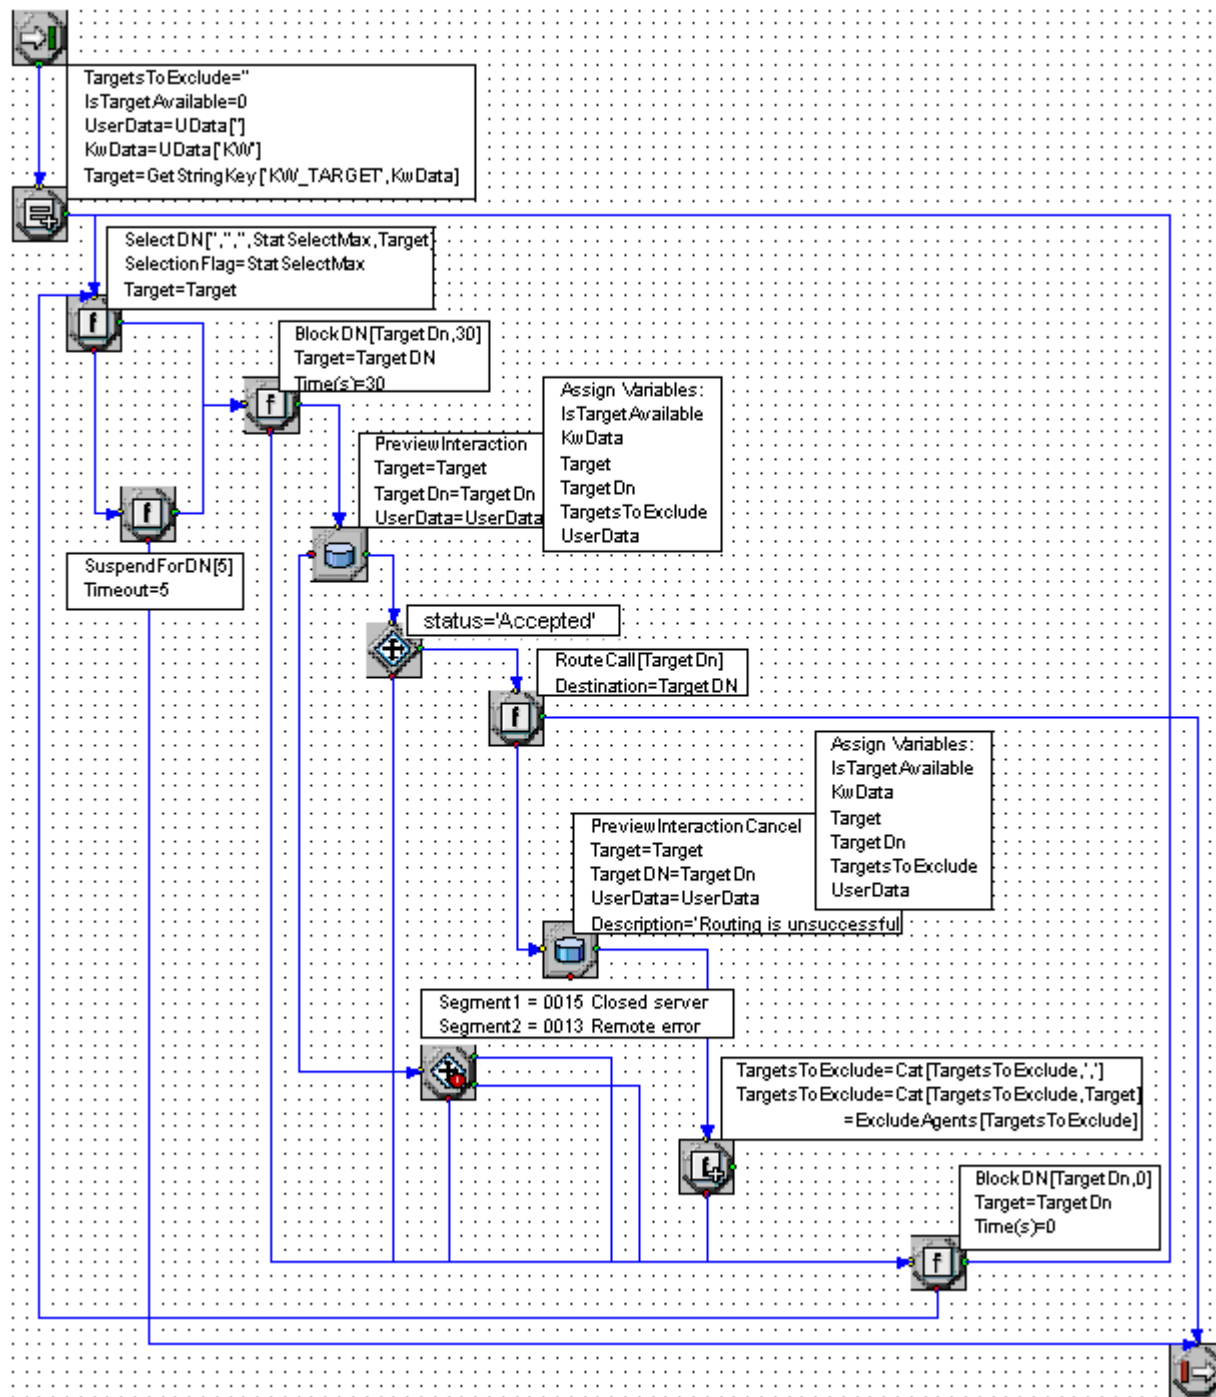 TargetsToExclude=''
IsTargetAvailable=0
UserData=UData['']
KwData=UData['KW']
Target=GetStringKey['KW_TARGET',KwData]
SelectDN['','','',StatSelectMax,Target]
SelectionFlag=StatSelectMax
Target=Target
f
BlockDN[TargetDn,30]
Target=TargetDN
Time(s)=30
f
Assign Variables:
IsTargetAvailable
KwData
Target
TargetDn
TargetsToExclude
UserData
PreviewInteraction
Target=Target
TargetDn=TargetDn
UserData=UserData
f
SuspendForDN[5]
Timeout=5
status='Accepted'
RouteCall[TargetDn]
Destination=TargetDN
f
Assign Variables:
IsTargetAvailable
KwData
Target
TargetDn
TargetsToExclude
UserData
PreviewInteractionCancel
Target=Target
TargetDN=TargetDn
UserData=UserData
Description='Routing is unsuccessful
Segment1 = 0015 Closed server
Segment2 = 0013 Remote error
TargetsToExclude=Cat[TargetsToExclude,',']
TargetsToExclude=Cat[TargetsToExclude,Target]
=ExcludeAgents[TargetsToExclude]
f
BlockDN[TargetDn,0]
Target=TargetDn
Time(s)=0
f